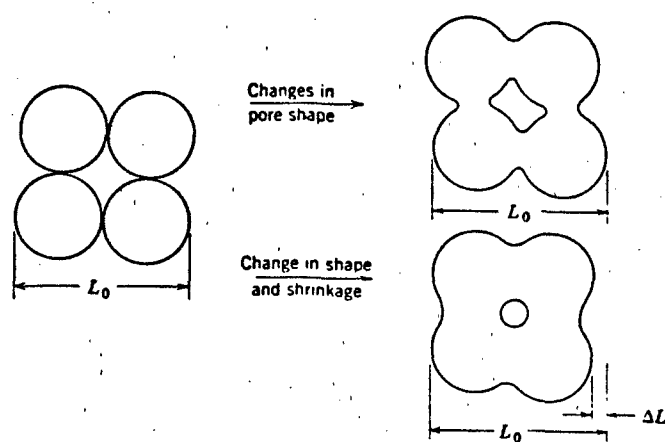 Changes in
pore shape
L₀
L₀
Change in shape
and shrinkage
ΔL
L₀